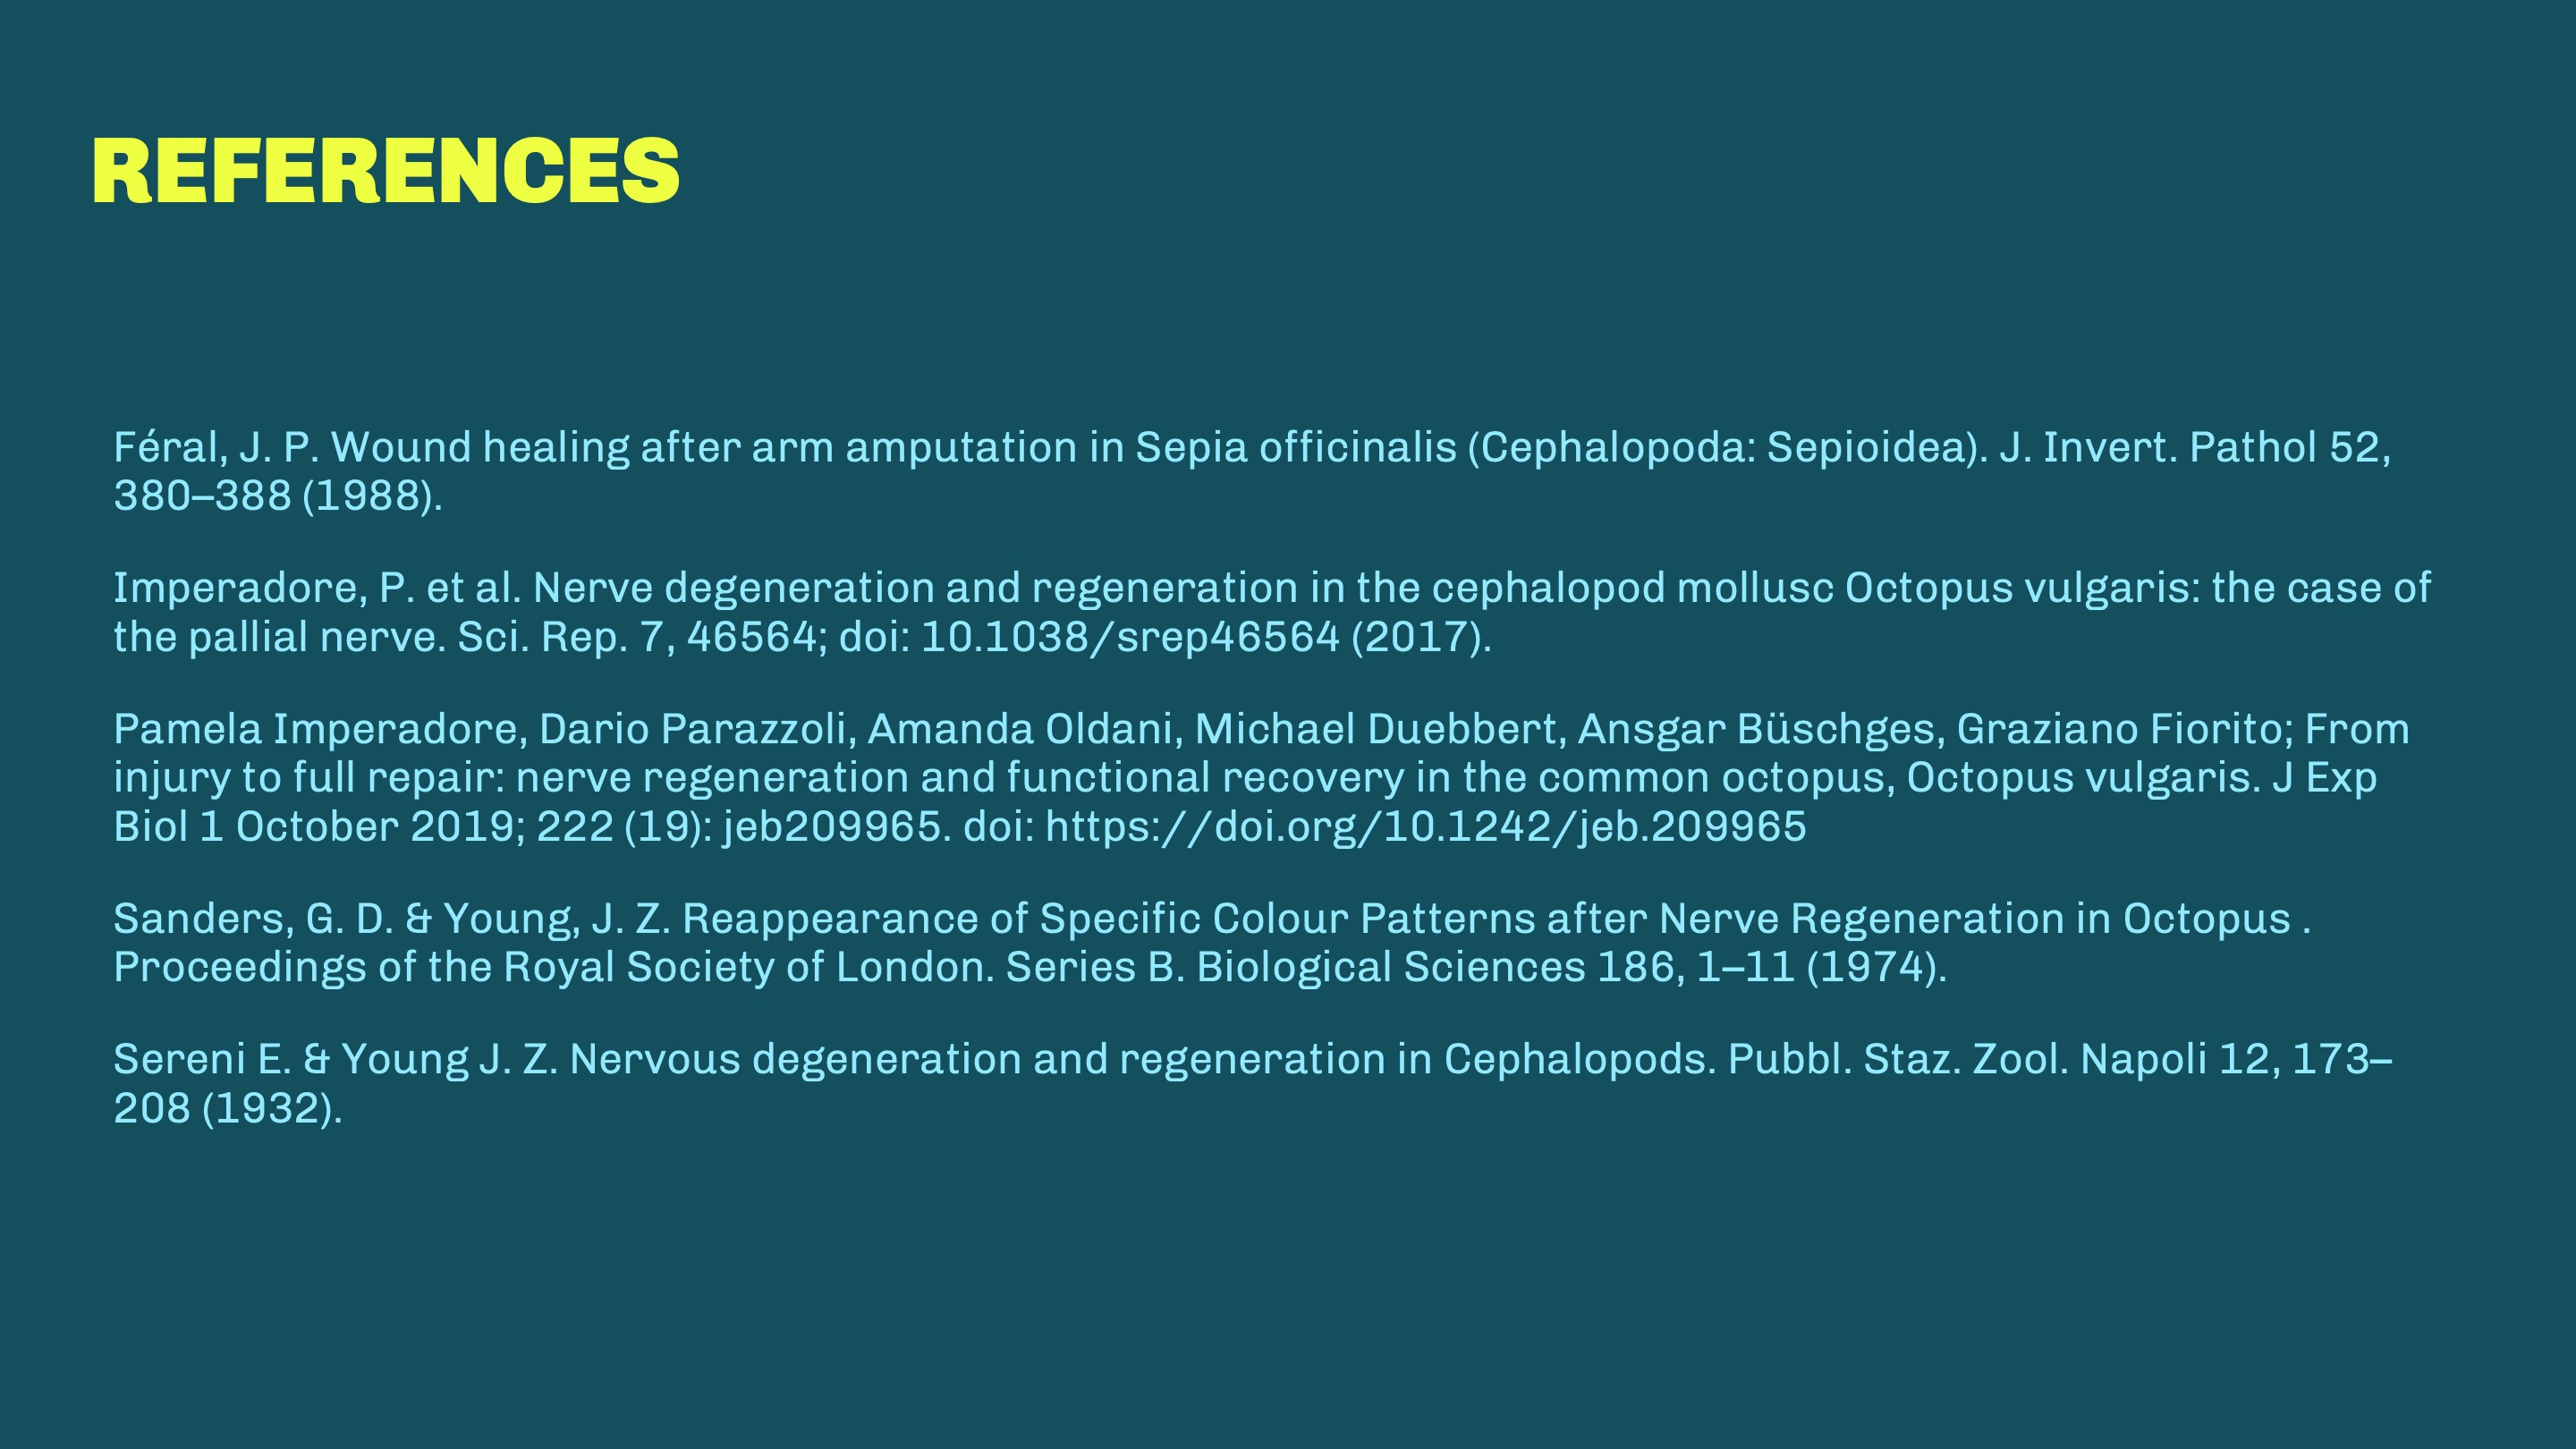 REFERENCES
Féral, J. P. Wound healing after arm amputation in Sepia officinalis (Cephalopoda: Sepioidea). J. Invert. Pathol 52,
380–388 (1988).
Imperadore, P. et al. Nerve degeneration and regeneration in the cephalopod mollusc Octopus vulgaris: the case of
the pallial nerve. Sci. Rep. 7, 46564; doi: 10.1038/srep46564 (2017).
Pamela Imperadore, Dario Parazzoli, Amanda Oldani, Michael Duebbert, Ansgar Büschges, Graziano Fiorito; From
injury to full repair: nerve regeneration and functional recovery in the common octopus, Octopus vulgaris. J Exp
Biol 1 October 2019; 222 (19): jeb209965. doi: https://doi.org/10.1242/jeb.209965
Sanders, G. D. & Young, J. Z. Reappearance of Specific Colour Patterns after Nerve Regeneration in Octopus .
Proceedings of the Royal Society of London. Series B. Biological Sciences 186, 1–11 (1974).
Sereni E. & Young J. Z. Nervous degeneration and regeneration in Cephalopods. Pubbl. Staz. Zool. Napoli 12, 173–
208 (1932).